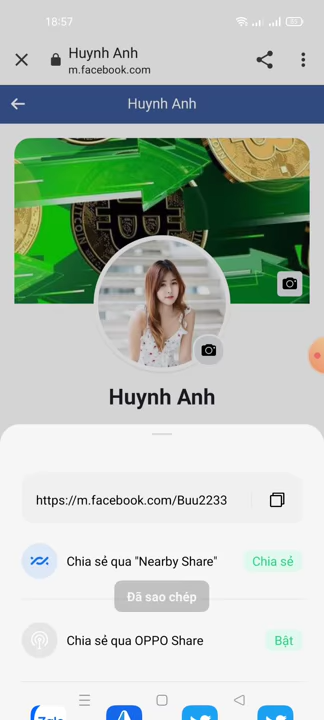 18:57
Huynh Anh
m.facebook.com
Huynh Anh
Huynh Anh
https://m.facebook.com/Buu2233
Chia sẻ qua "Nearby Share"
Chia sẻ
Đã sao chép
Chia sẻ qua OPPO Share
Bật
Zalo